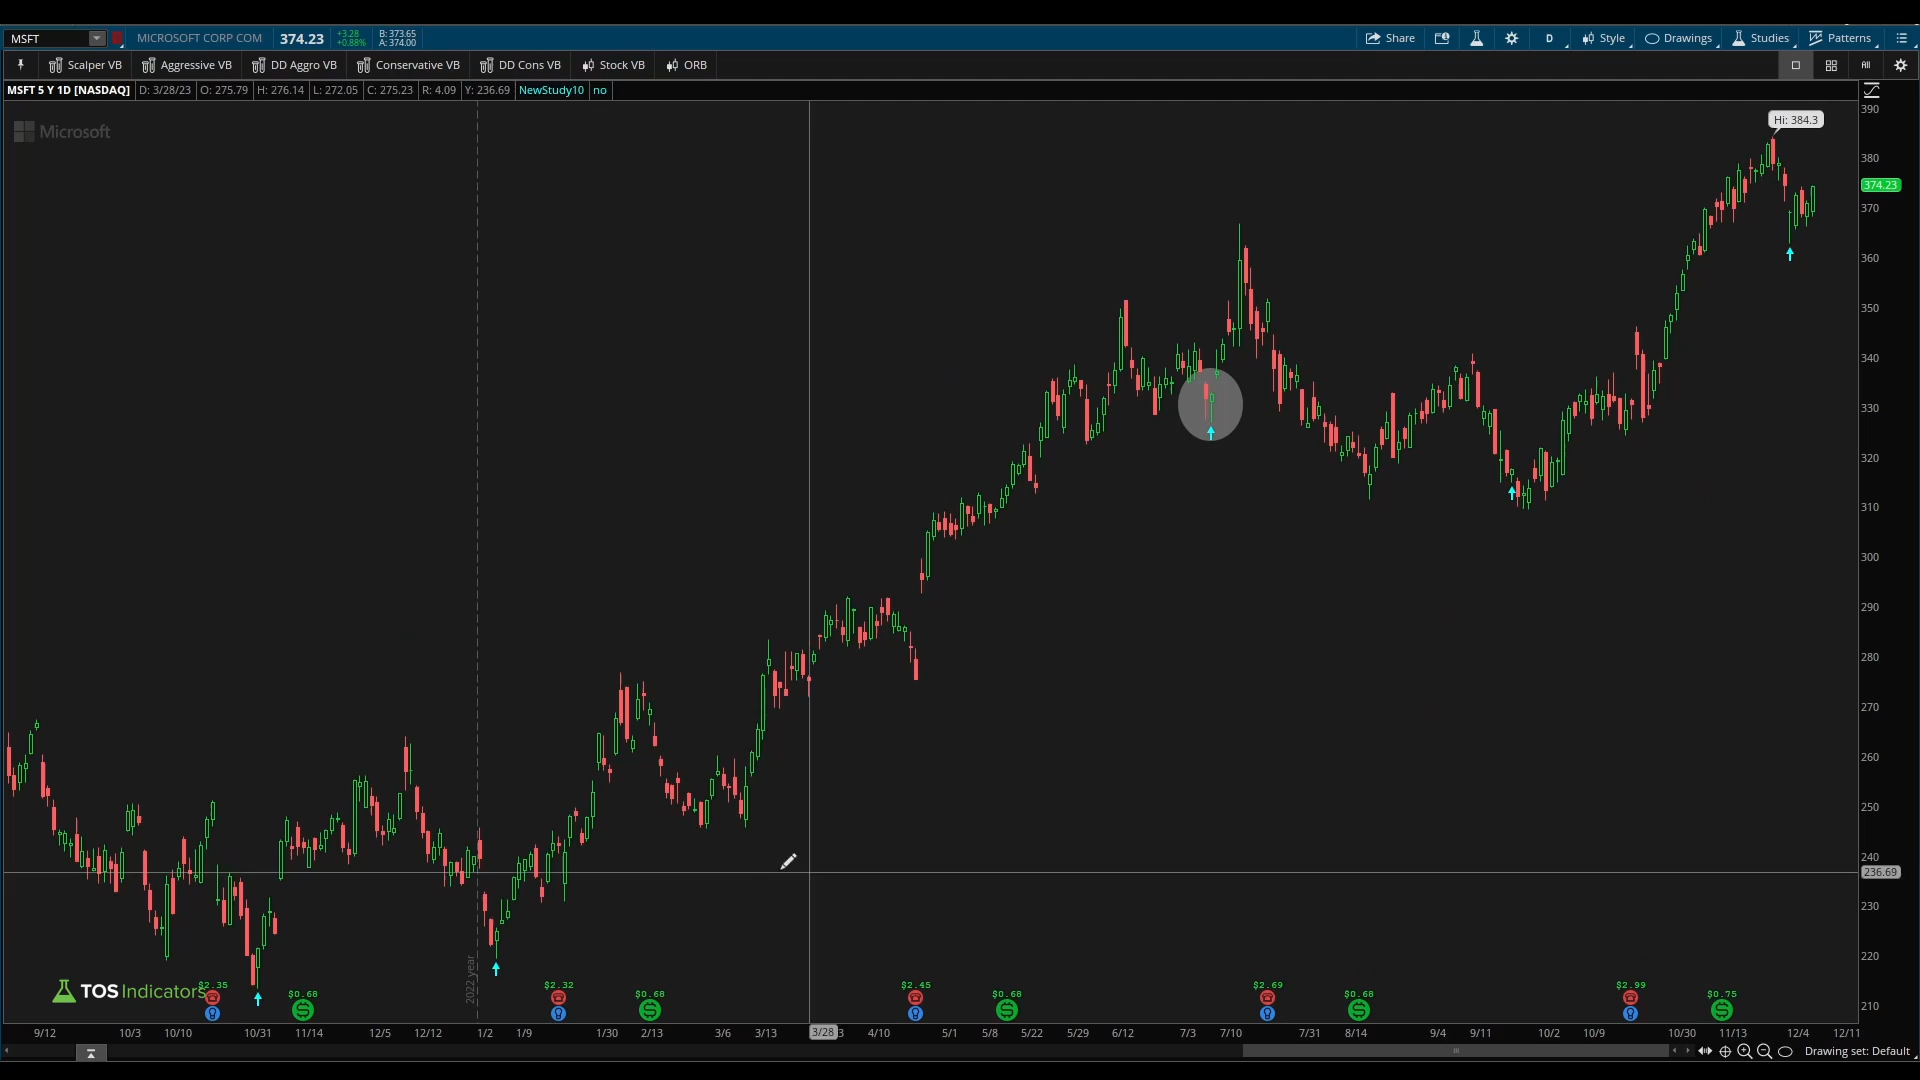 MSFT MICROSOFT CORP COM 374.23 +3.28 +0.88% B: 373.65 A: 374.00 Share D Style Drawings Studies Patterns
Scalper VB Aggressive VB DD Aggro VB Conservative VB DD Cons VB Stock VB ORB All
MSFT 5 Y 1D [NASDAQ] D: 3/28/23 O: 275.79 H: 276.14 L: 272.05 C: 275.23 R: 4.09 Y: 236.69 NewStudy10 no
Microsoft
Hi: 384.3
390
380
374.23
370
360
350
340
330
320
310
300
290
280
270
260
250
240
236.69
230
220
210
2022 year
TOS Indicators
$2.35 $0.68 $2.32 $0.68 $2.45 $0.68 $2.69 $0.68 $2.99 $0.75
9/12 10/3 10/10 10/31 11/14 12/5 12/12 1/2 1/9 1/30 2/13 3/6 3/13 3/28 3 4/10 5/1 5/8 5/22 5/29 6/12 7/3 7/10 7/31 8/14 9/4 9/11 10/2 10/9 10/30 11/13 12/4 12/11
Drawing set: Default